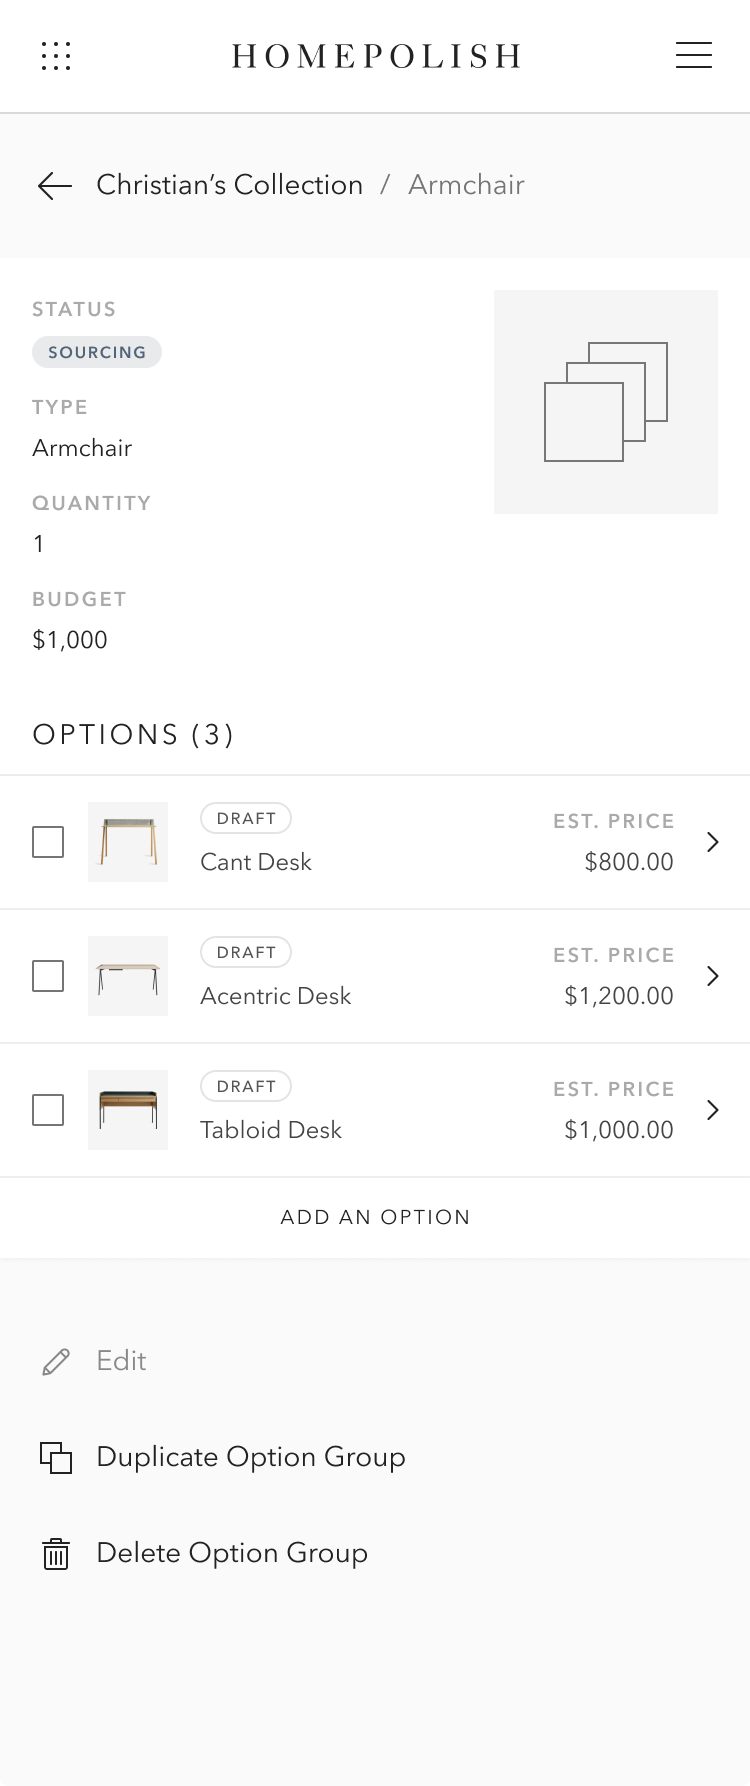 HOMEPOLISH
Christian’s Collection / Armchair
STATUS
SOURCING
TYPE
Armchair
QUANTITY
1
BUDGET
$1,000
OPTIONS (3)
DRAFT
Cant Desk
EST. PRICE
$800.00
DRAFT
Acentric Desk
EST. PRICE
$1,200.00
DRAFT
Tabloid Desk
EST. PRICE
$1,000.00
ADD AN OPTION
Edit
Duplicate Option Group
Delete Option Group